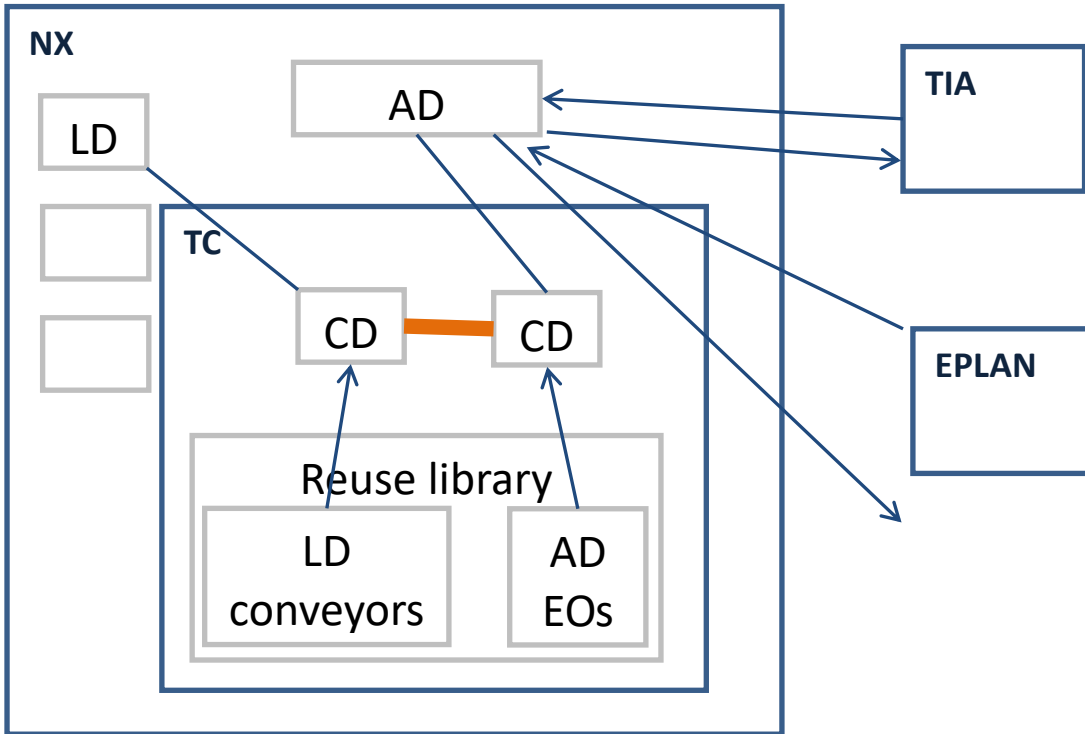 NX
TIA
AD
LD
TC
CD
CD
EPLAN
Reuse library
LD
conveyors
AD
EOs